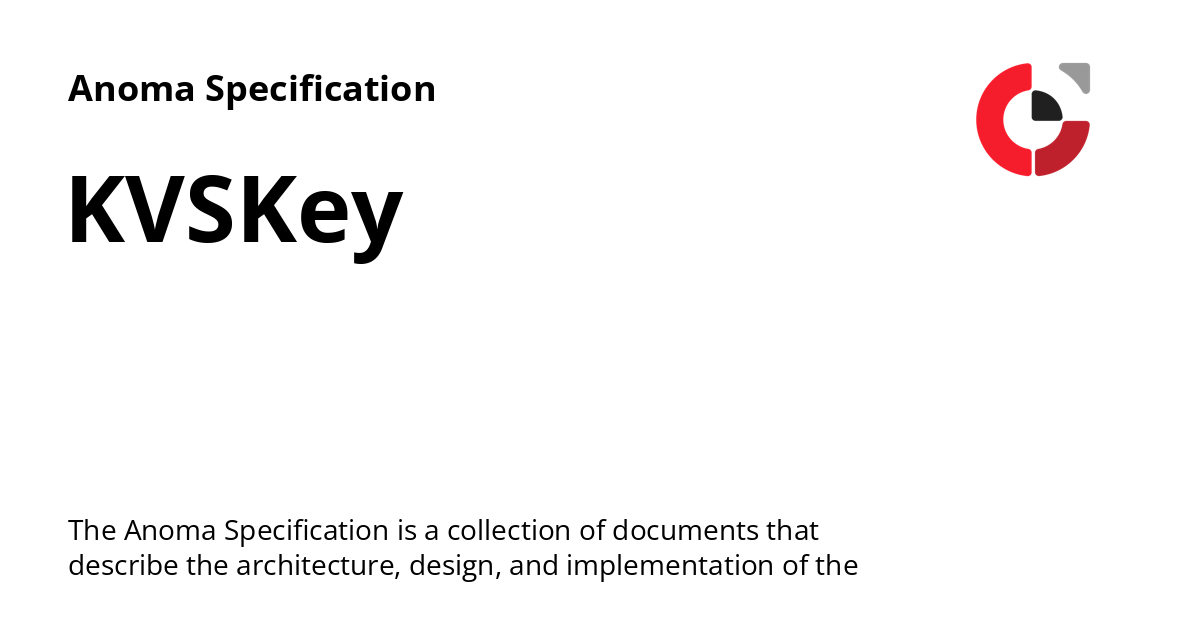 Anoma Specification
KVSKey
The Anoma Specification is a collection of documents that
describe the architecture, design, and implementation of the